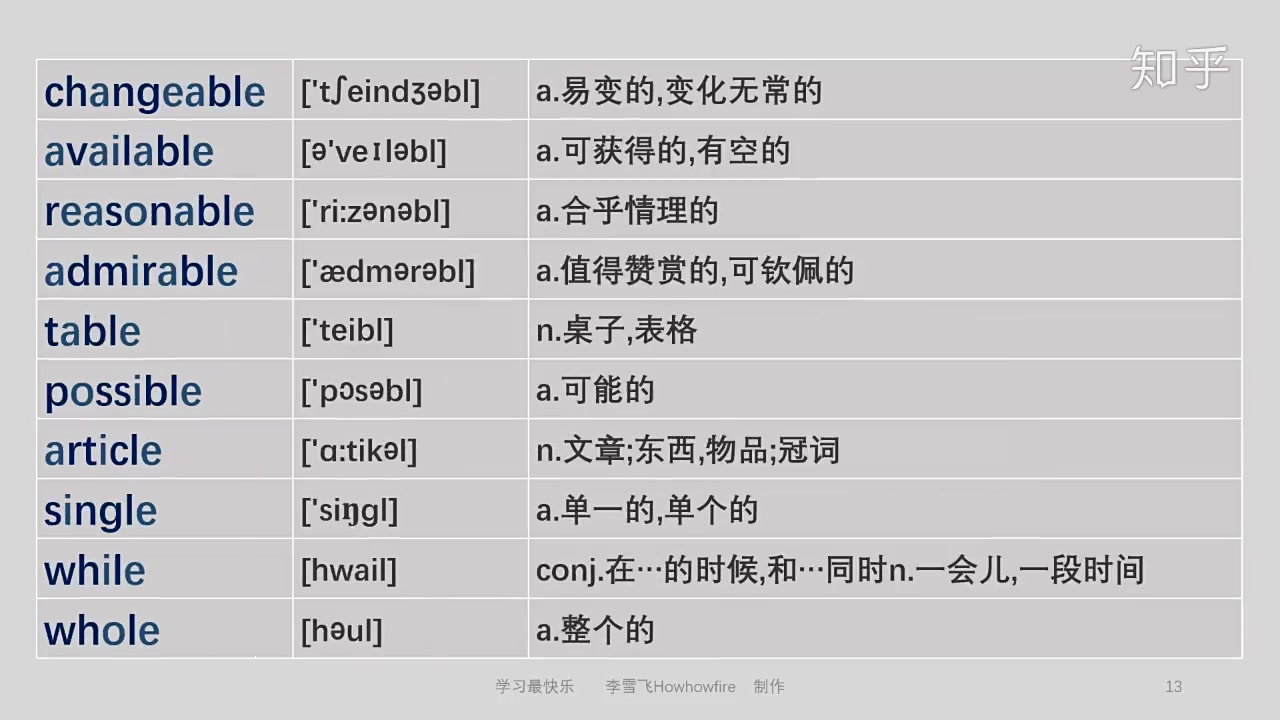 知乎
changeable ['tʃeindʒəbl] a.易变的,变化无常的
available [ə'veɪləbl] a.可获得的,有空的
reasonable ['ri:zənəbl] a.合乎情理的
admirable ['ædmərəbl] a.值得赞赏的,可钦佩的
table ['teibl] n.桌子,表格
possible ['pɔsəbl] a.可能的
article ['ɑ:tikəl] n.文章;东西,物品;冠词
single ['siŋgl] a.单一的,单个的
while [hwail] conj.在…的时候,和…同时n.一会儿,一段时间
whole [həul] a.整个的
学习最快乐 李雪飞Howhowfire 制作 13